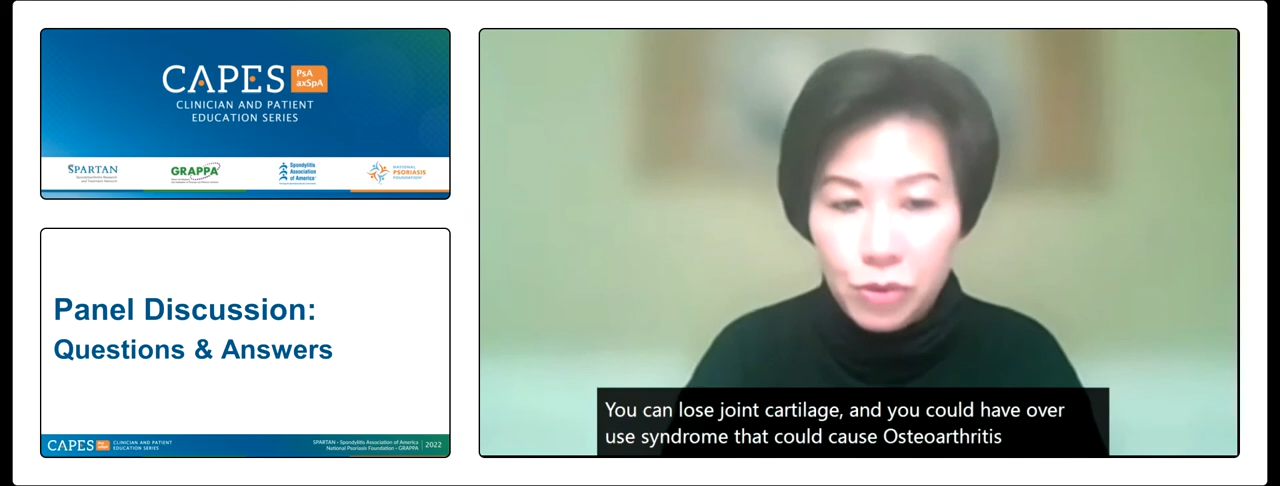 CAPES PsA
axSpA
CLINICIAN AND PATIENT
EDUCATION SERIES
SPARTAN
GRAPPA
Spondylitis
Association
of America
NATIONAL
PSORIASIS
FOUNDATION
Panel Discussion:
Questions & Answers
CAPES
CLINICIAN AND PATIENT
EDUCATION SERIES
SPARTAN • Spondylitis Association of America
National Psoriasis Foundation • GRAPPA
2022
You can lose joint cartilage, and you could have over
use syndrome that could cause Osteoarthritis